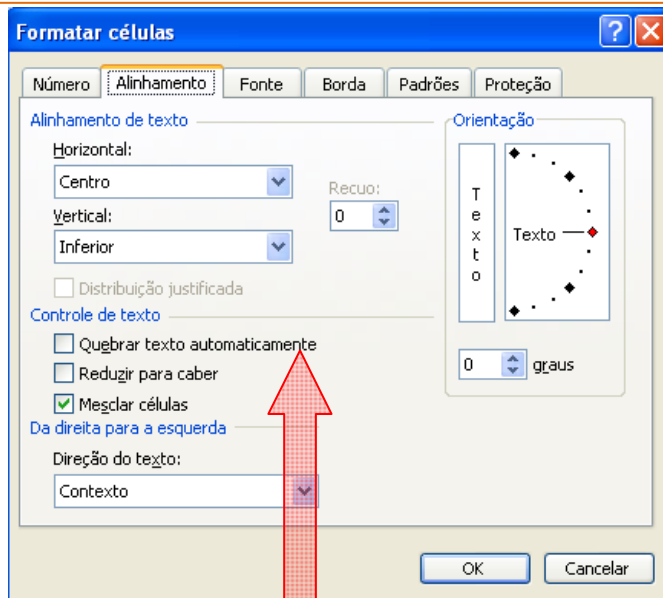 Formatar células
Número Alinhamento Fonte Borda Padrões Proteção
Alinhamento de texto
Horizontal:
Centro
Recuo:
0
Vertical:
Inferior
Distribuição justificada
Controle de texto
Quebrar texto automaticamente
Reduzir para caber
Mesclar células
Da direita para a esquerda
Direção do texto:
Contexto
Orientação
Texto
Texto
0 graus
OK Cancelar